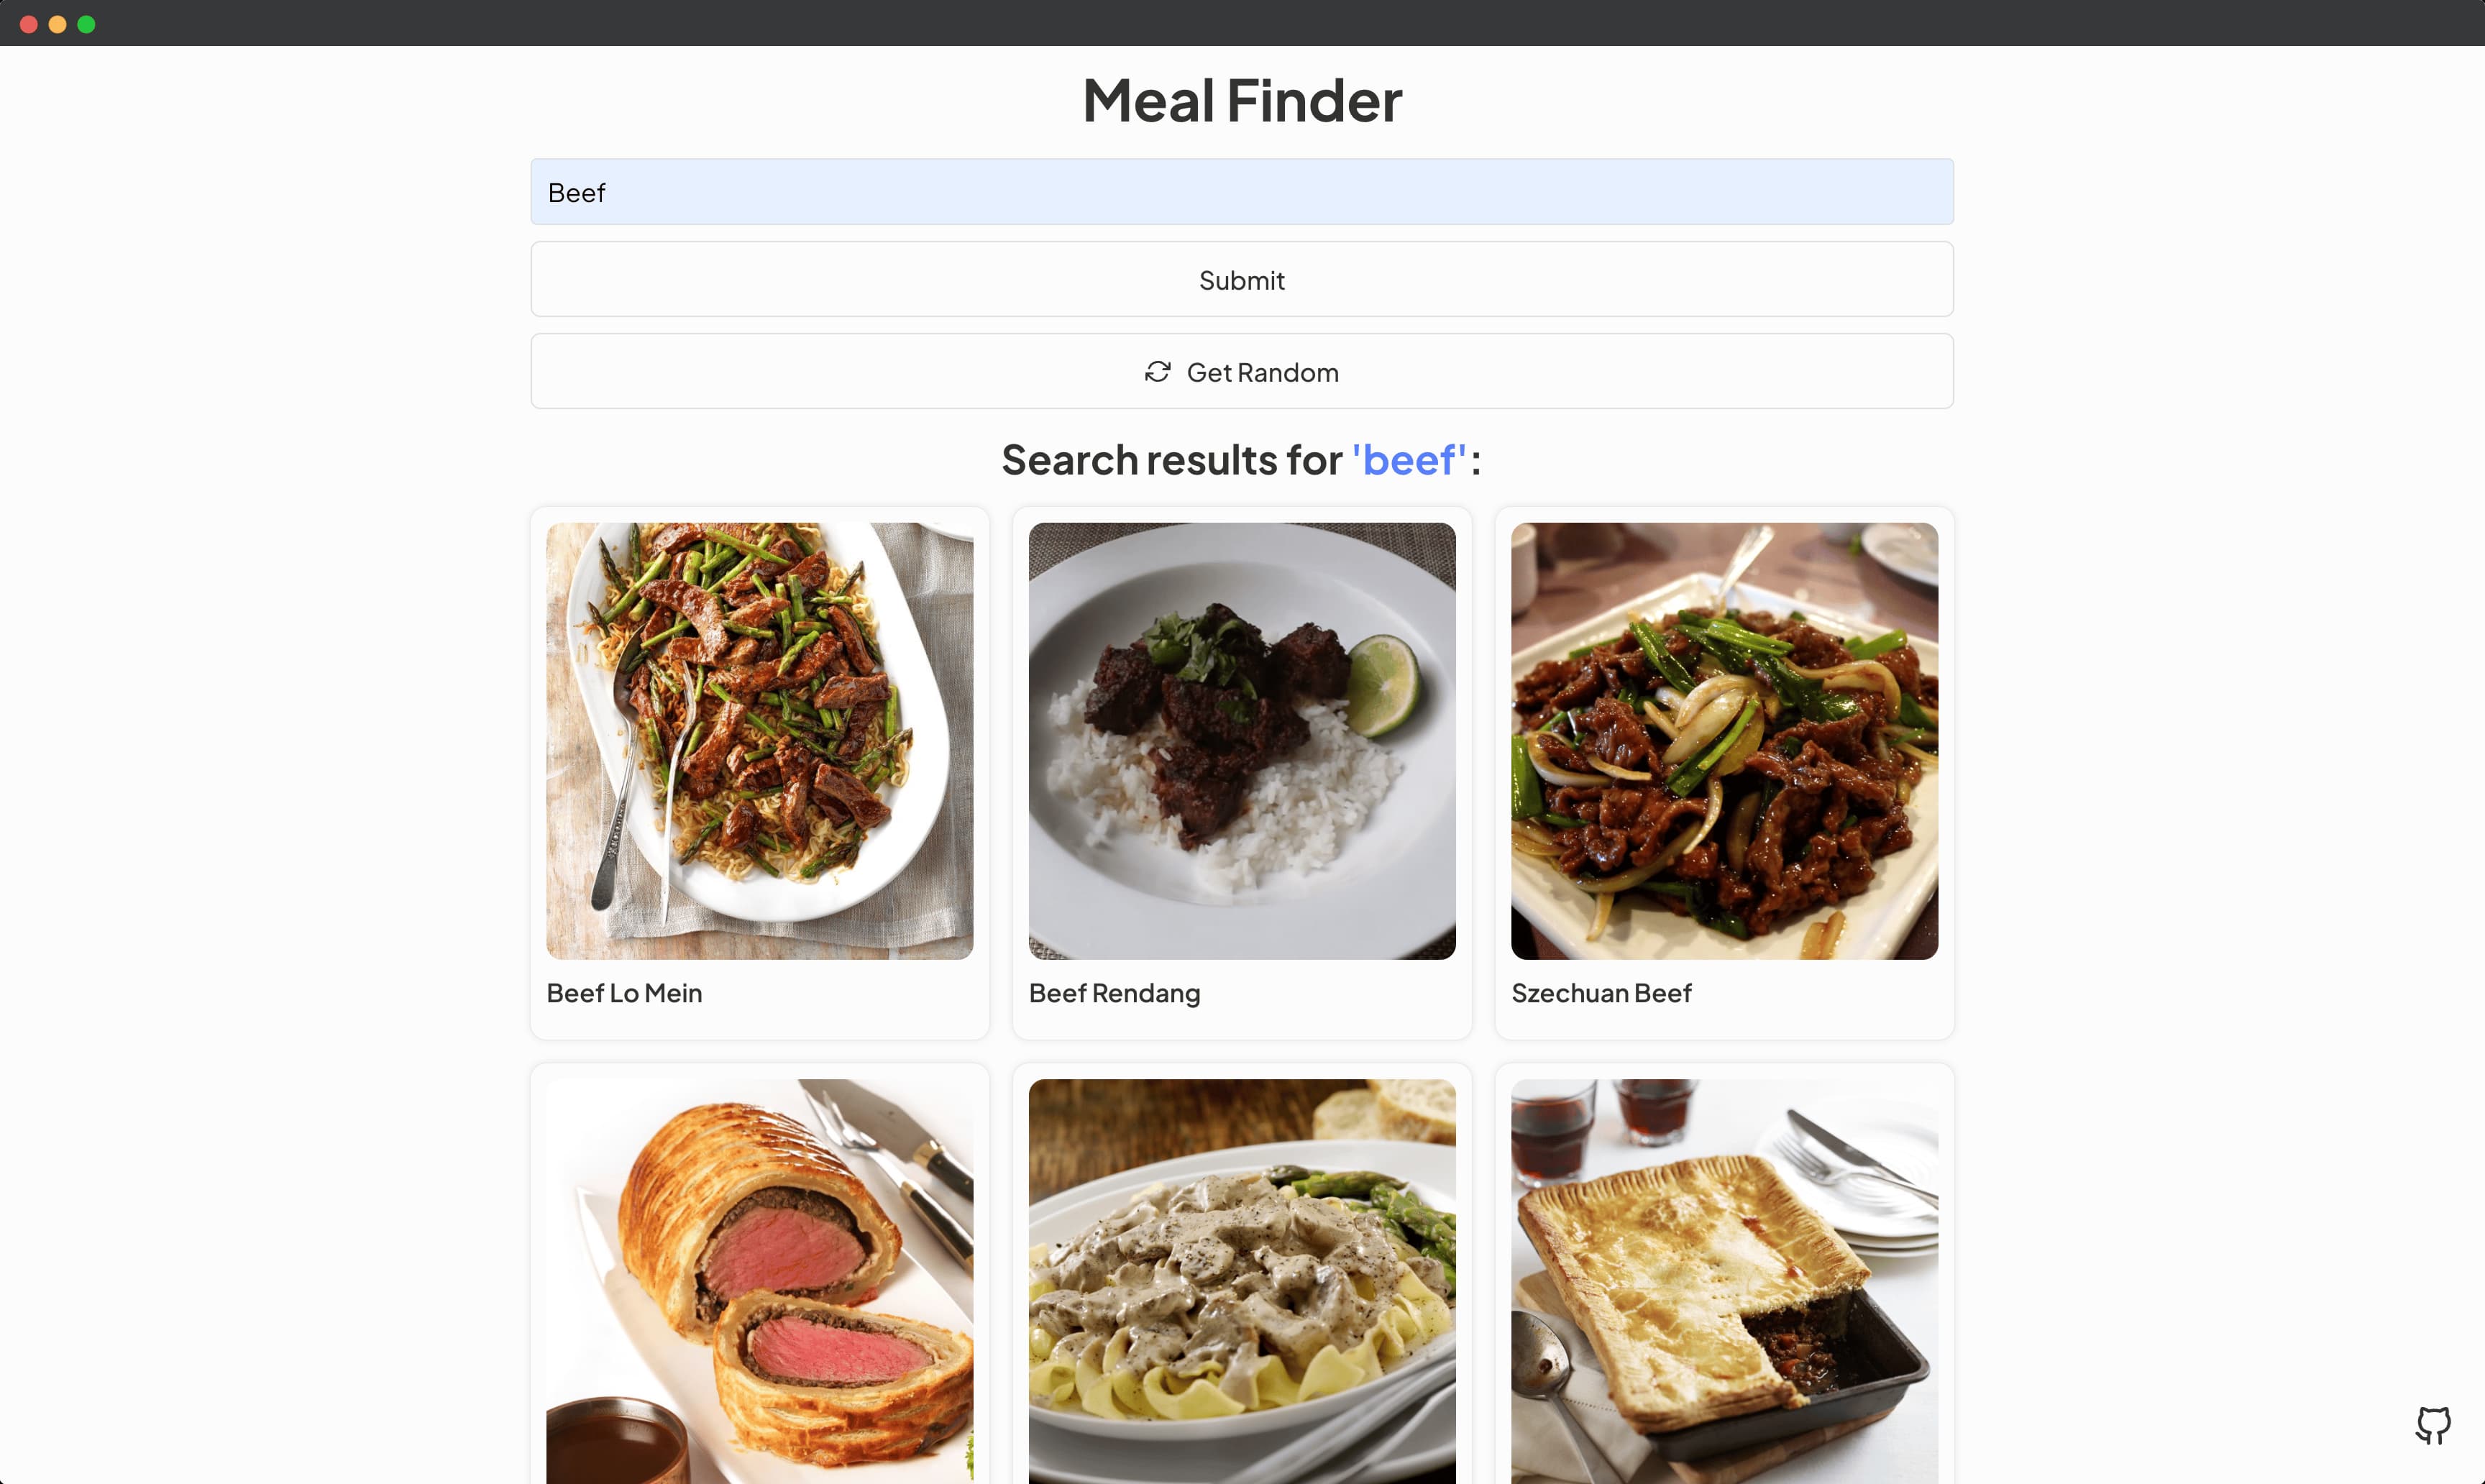 Meal Finder
Beef
Submit
Get Random
Search results for 'beef':
Beef Lo Mein
Beef Rendang
Szechuan Beef